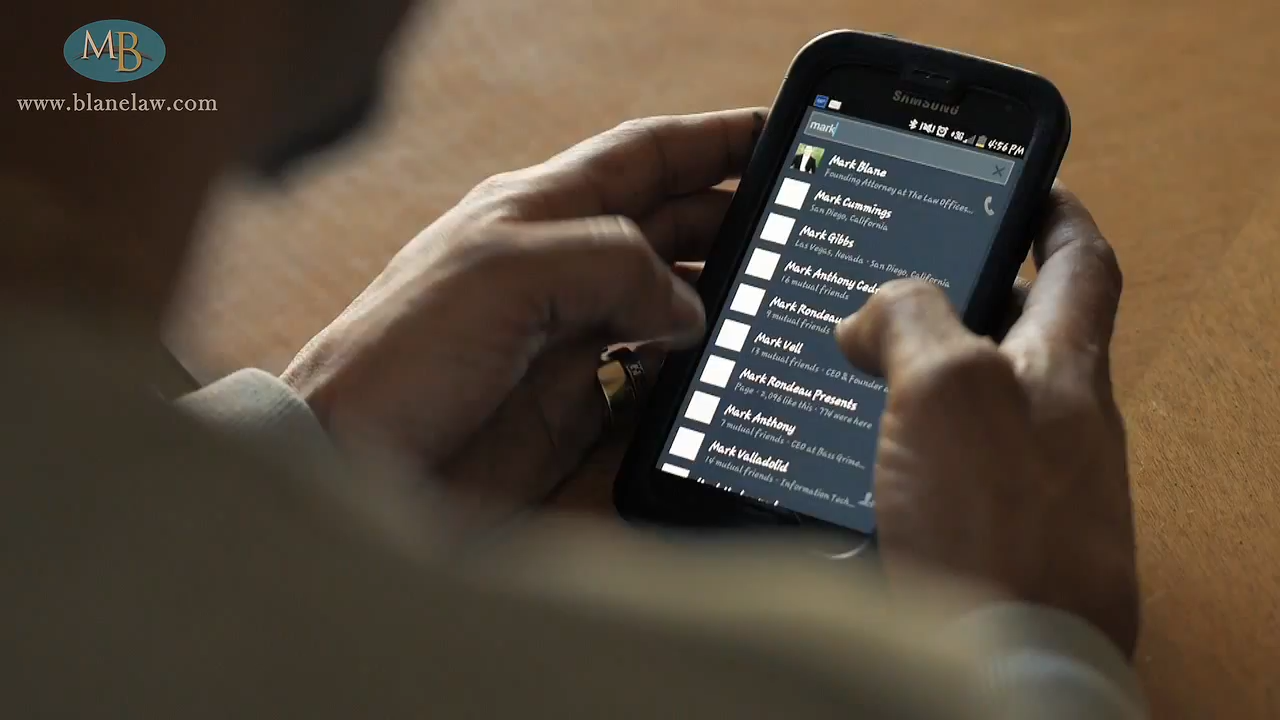 MB
www.blanelaw.com
SAMSUNG
4:56 PM
mark
Mark Blane
Founding Attorney at The Law Offices...
Mark Cummings
San Diego, California
Mark Gibbs
Las Vegas, Nevada · San Diego, California
Mark Anthony
16 mutual friends
Mark Rondeau
9 mutual friends
Mark Vell
13 mutual friends · CEO & Founder
Mark Rondeau Presents
Page · 2,096 like this · 774 were here
Mark Anthony
7 mutual friends · CEO at Bass Grime...
Mark Valladolid
14 mutual friends · Information Tech...